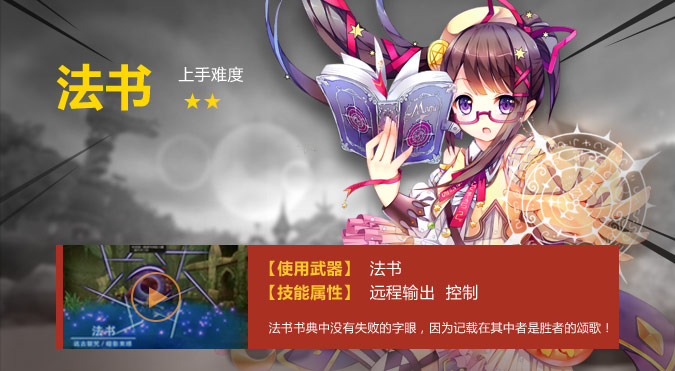 法书
上手难度
【使用武器】 法书
【技能属性】 远程输出 控制
法书书典中没有失败的字眼，因为记载在其中者是胜者的颂歌！
法书